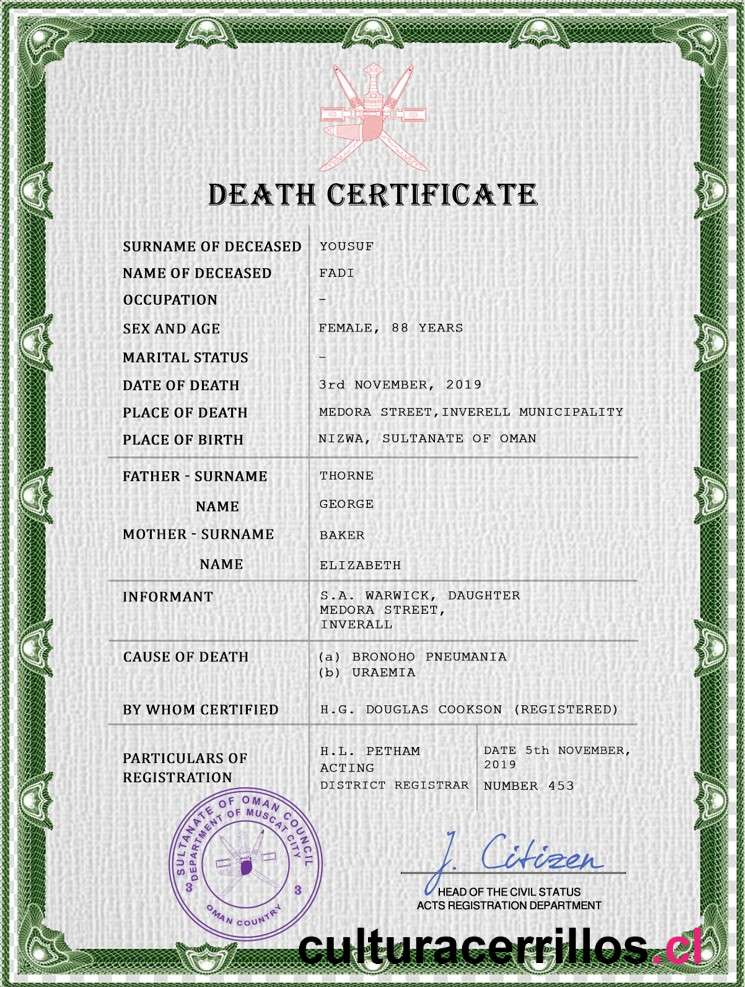 DEATH CERTIFICATE
SURNAME OF DECEASED YOUSUF
NAME OF DECEASED FADI
OCCUPATION –
SEX AND AGE FEMALE, 88 YEARS
MARITAL STATUS –
DATE OF DEATH 3rd NOVEMBER, 2019
PLACE OF DEATH MEDORA STREET,INVERELL MUNICIPALITY
PLACE OF BIRTH NIZWA, SULTANATE OF OMAN
FATHER - SURNAME THORNE
NAME GEORGE
MOTHER - SURNAME BAKER
NAME ELIZABETH
INFORMANT S.A. WARWICK, DAUGHTER
MEDORA STREET,
INVERALL
CAUSE OF DEATH (a) BRONOHO PNEUMANIA
(b) URAEMIA
BY WHOM CERTIFIED H.G. DOUGLAS COOKSON (REGISTERED)
PARTICULARS OF
REGISTRATION
H.L. PETHAM
ACTING
DISTRICT REGISTRAR
DATE 5th NOVEMBER,
2019
NUMBER 453
SULTANATE OF OMAN COUNCIL
DEPARTMENT OF MUSCAT CITY
3 3
OMAN COUNTRY
J. Citizen
HEAD OF THE CIVIL STATUS
ACTS REGISTRATION DEPARTMENT
culturacerrillos.cl